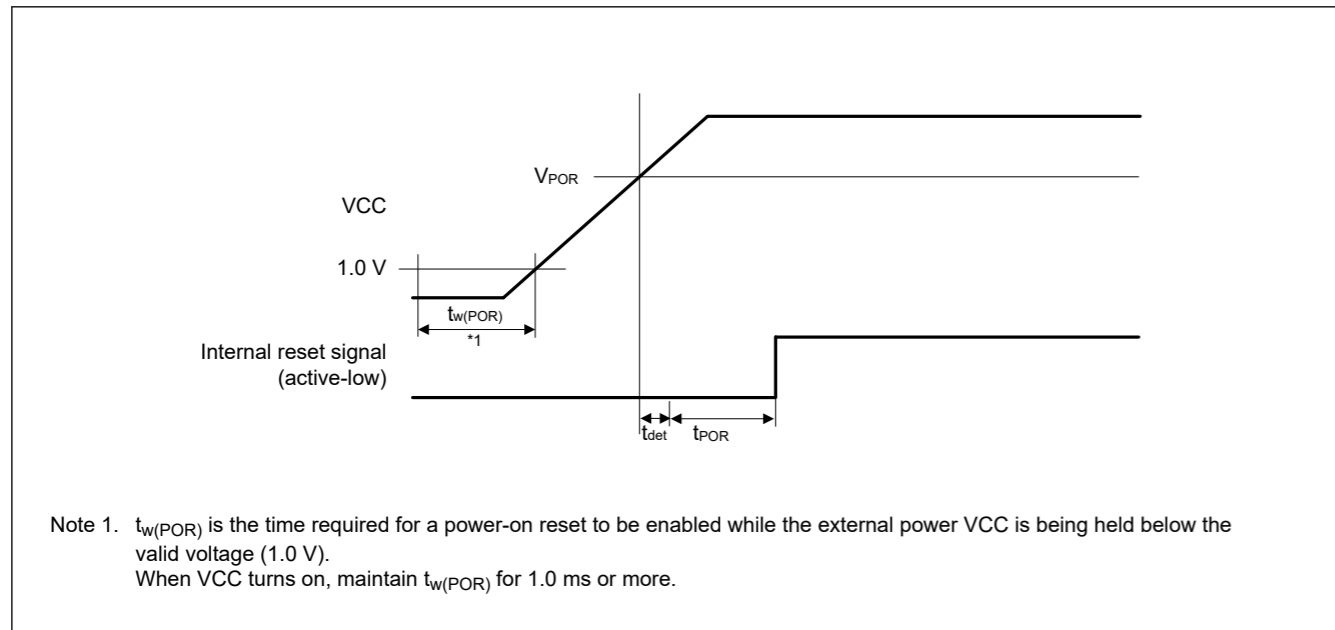 VPOR
VCC
1.0 V
tw(POR)
*1
Internal reset signal
(active-low)
tdet
tPOR
Note 1. tw(POR) is the time required for a power-on reset to be enabled while the external power VCC is being held below the
valid voltage (1.0 V).
When VCC turns on, maintain tw(POR) for 1.0 ms or more.